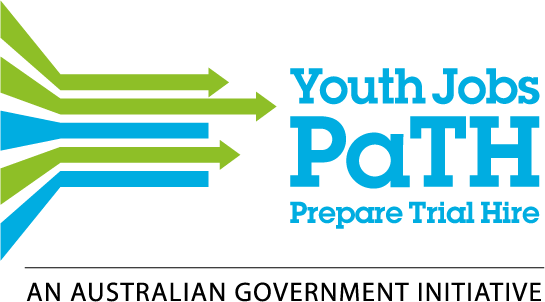 Youth Jobs
PaTH
Prepare Trial Hire
AN AUSTRALIAN GOVERNMENT INITIATIVE